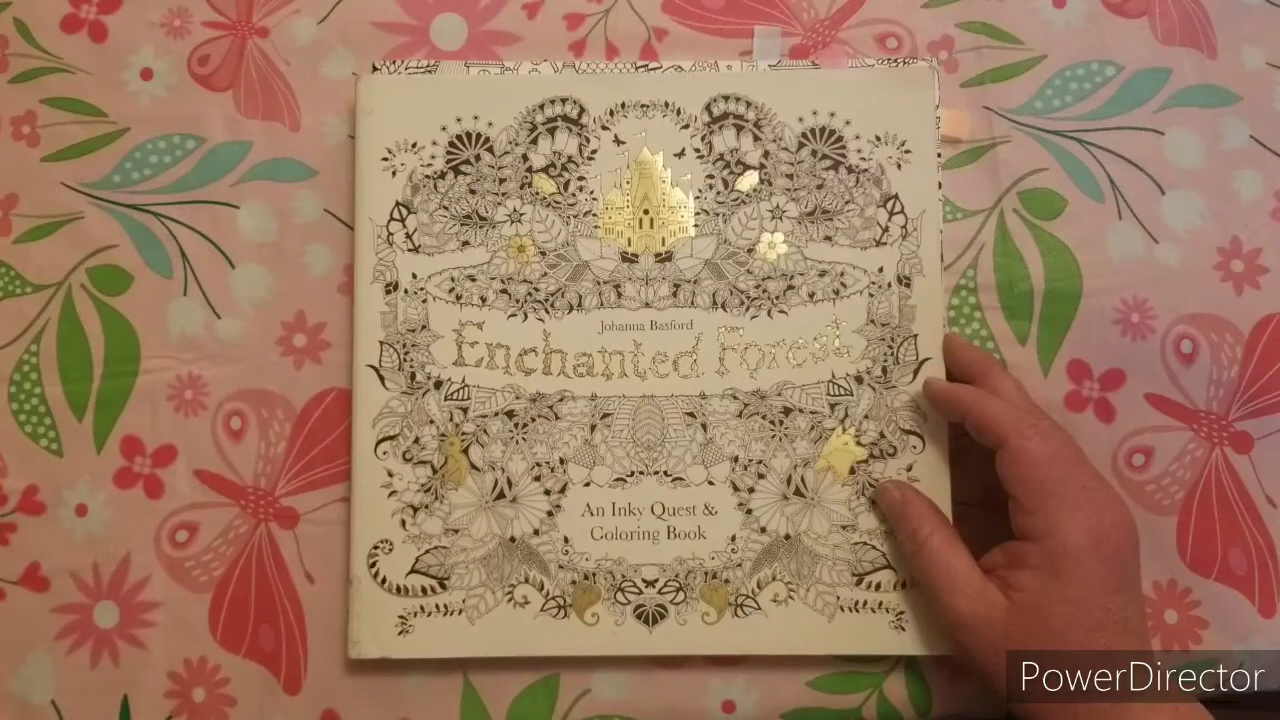 Johanna Basford
Enchanted Forest
An Inky Quest &
Coloring Book
PowerDirector